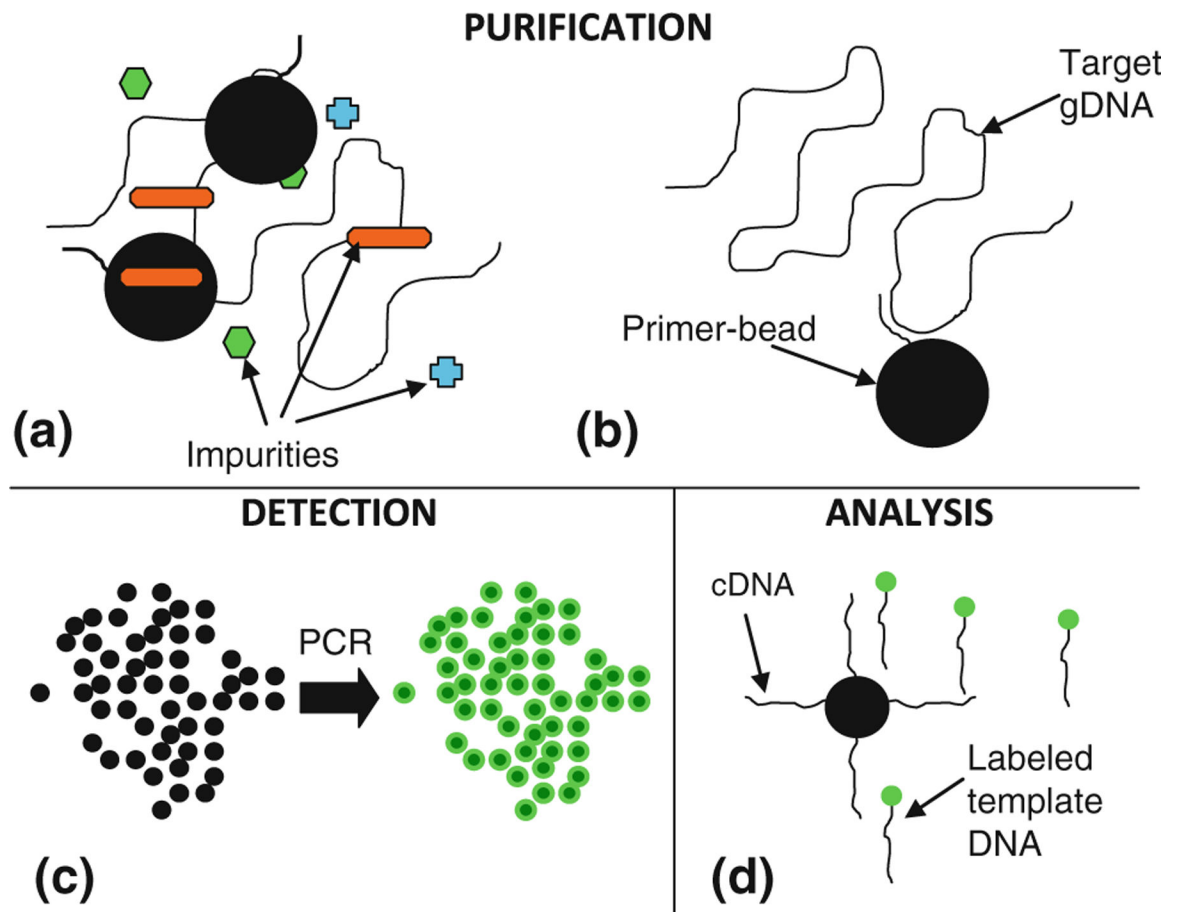 PURIFICATION
Target
gDNA
Primer-bead
(a)
Impurities
(b)
DETECTION
ANALYSIS
cDNA
PCR
Labeled
template
DNA
(c)
(d)